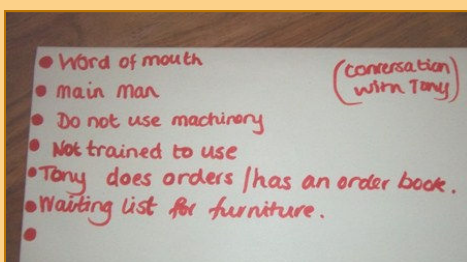 • Word of mouth
(Conversation with Tony)
• main man
• Do not use machinery
• Not trained to use
• Tony does orders / has an order book.
• Waiting list for furniture.
•